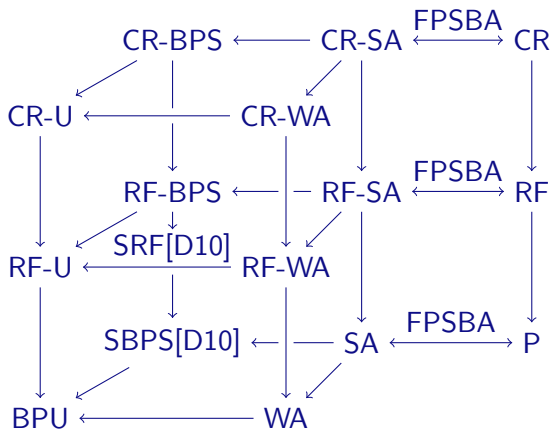 FPSBA
CR-BPS CR-SA CR
CR-U CR-WA
FPSBA
RF-BPS RF-SA RF
SRF[D10]
RF-U RF-WA
FPSBA
SBPS[D10] SA P
BPU WA